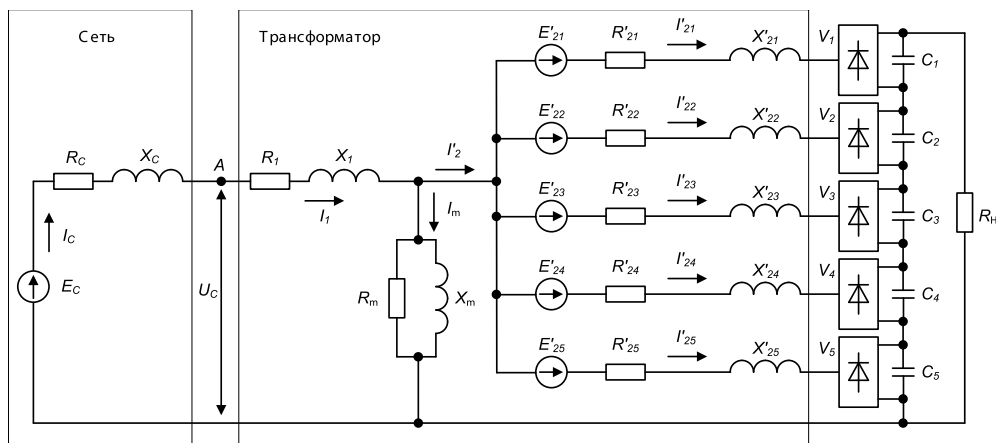 Сеть
Трансформатор
E'21 R'21 I'21 X'21 V1 C1
E'22 R'22 I'22 X'22 V2 C2
RC XC A R1 X1 I'2
E'23 R'23 I'23 X'23 V3 C3 RН
IC I1 Im
EC UC Rm Xm
E'24 R'24 I'24 X'24 V4 C4
E'25 R'25 I'25 X'25 V5 C5